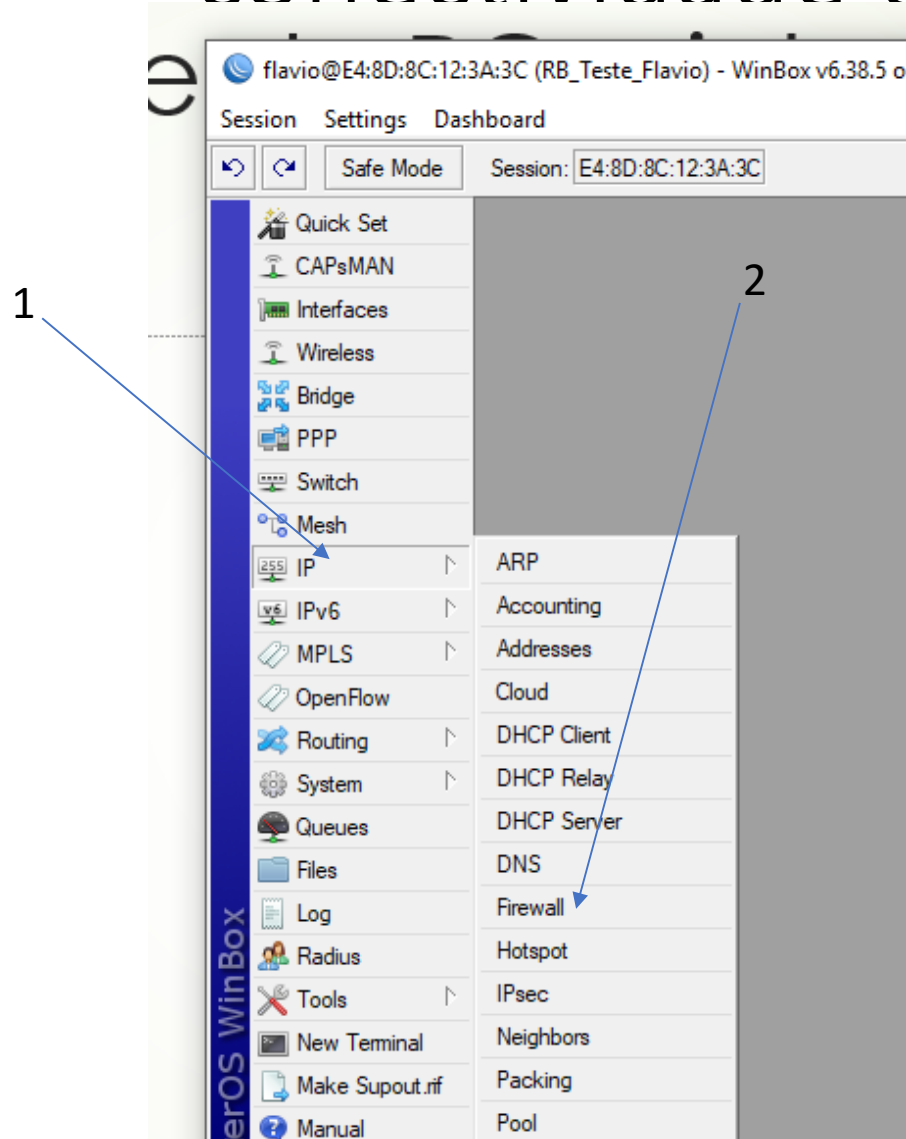 flavio@E4:8D:8C:12:3A:3C (RB_Teste_Flavio) - WinBox v6.38.5 o
Session Settings Dashboard
Safe Mode Session: E4:8D:8C:12:3A:3C
Quick Set
CAPsMAN
2
1
Interfaces
Wireless
Bridge
PPP
Switch
Mesh
IP
ARP
IPv6
Accounting
MPLS
Addresses
OpenFlow
Cloud
Routing
DHCP Client
System
DHCP Relay
Queues
DHCP Server
Files
DNS
Log
Firewall
Radius
Hotspot
Tools
IPsec
New Terminal
Neighbors
Make Supout.rif
Packing
Manual
Pool
erOS WinBox